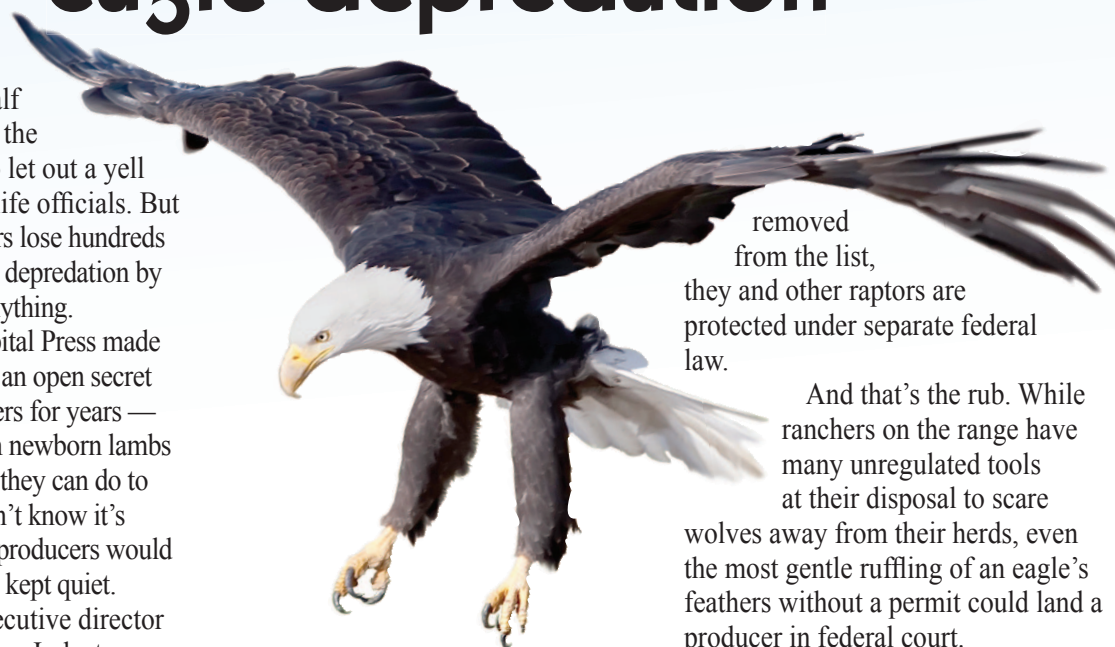 eagle depredation
alf
the
let out a yell
life officials. But
rs lose hundreds
depredation by
ything.
pital Press made
an open secret
ers for years —
n newborn lambs
they can do to
n’t know it’s
producers would
kept quiet.
ecutive director
removed
from the list,
they and other raptors are
protected under separate federal
law.
And that’s the rub. While
ranchers on the range have
many unregulated tools
at their disposal to scare
wolves away from their herds, even
the most gentle ruffling of an eagle’s
feathers without a permit could land a
producer in federal court.